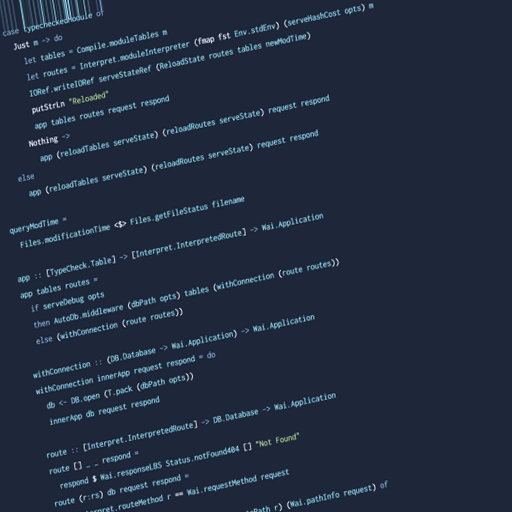 case typecheckedModule of
Just m -> do
let tables = Compile.moduleTables m
let routes = Interpret.moduleInterpreter (fmap fst Env.stdEnv) (serveHashCost opts) m
IORef.writeIORef serveStateRef (ReloadState routes tables newModTime)
putStrLn "Reloaded"
app tables routes request respond
Nothing ->
app (reloadTables serveState) (reloadRoutes serveState) request respond
else
app (reloadTables serveState) (reloadRoutes serveState) request respond
queryModTime =
Files.modificationTime <$> Files.getFileStatus filename
app :: [TypeCheck.Table] -> [Interpret.InterpretedRoute] -> Wai.Application
app tables routes =
if serveDebug opts
then AutoDb.middleware (dbPath opts) tables (withConnection (route routes))
else (withConnection (route routes))
withConnection :: (DB.Database -> Wai.Application) -> Wai.Application
withConnection innerApp request respond = do
db <- DB.open (T.pack (dbPath opts))
innerApp db request respond
route :: [Interpret.InterpretedRoute] -> DB.Database -> Wai.Application
route [] _ _ respond =
respond $ Wai.responseLBS Status.notFound404 [] "Not Found"
route (r:rs) db request respond =
.routeMethod r == Wai.requestMethod request
r) (Wai.pathInfo request) of